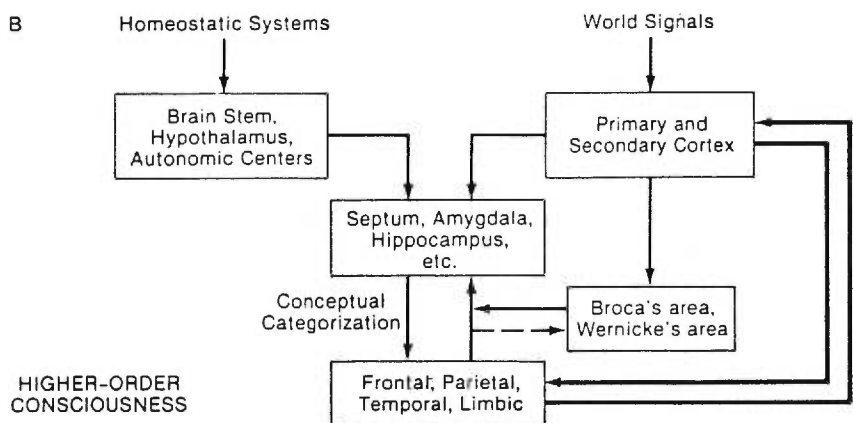 B
Homeostatic Systems
World Signals
Brain Stem,
Hypothalamus,
Autonomic Centers
Primary and
Secondary Cortex
Septum, Amygdala,
Hippocampus,
etc.
Conceptual
Categorization
Broca's area,
Wernicke's area
HIGHER-ORDER
CONSCIOUSNESS
Frontal, Parietal,
Temporal, Limbic